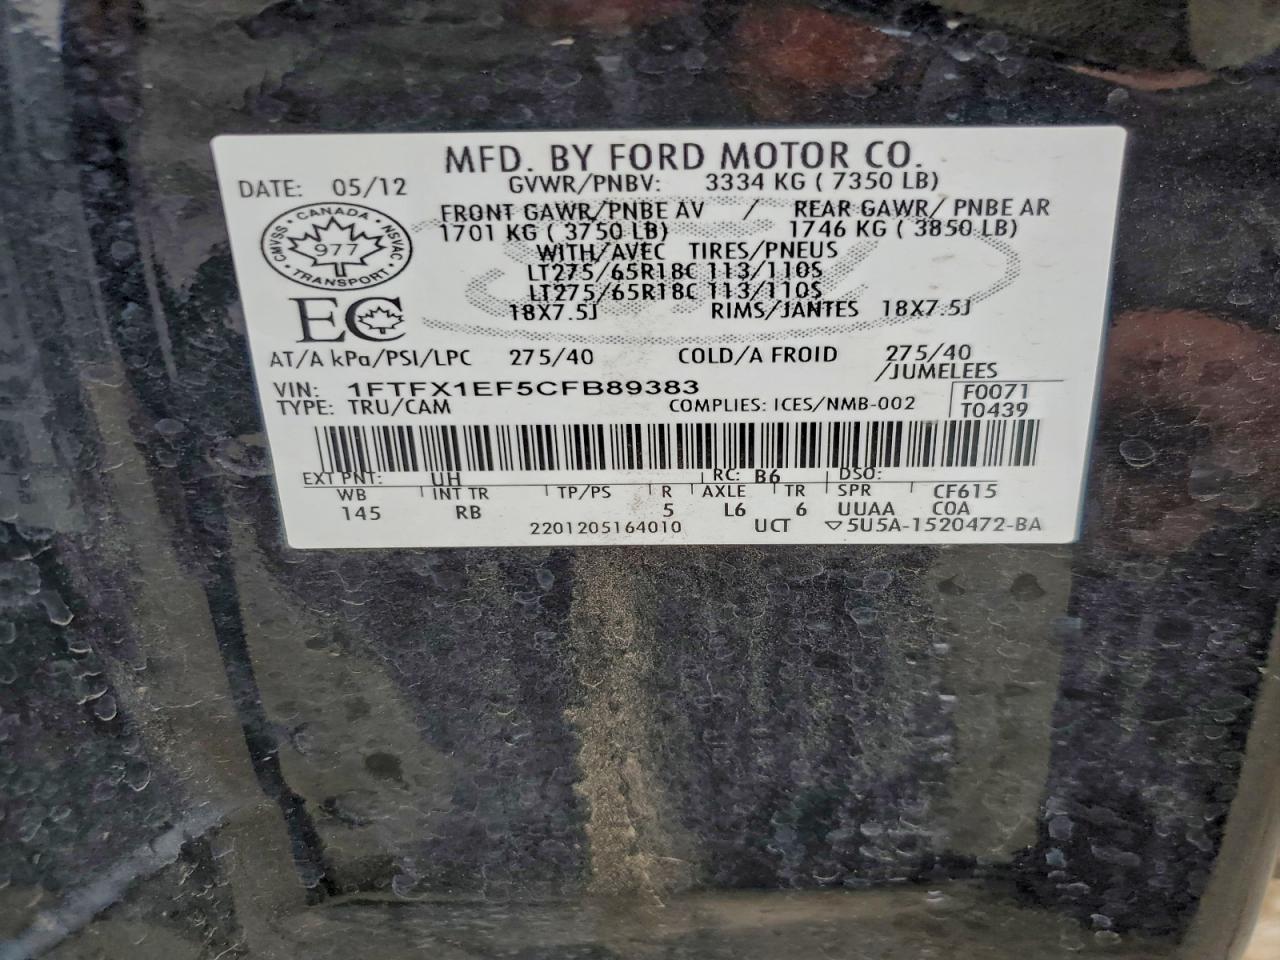 MFD. BY FORD MOTOR CO.
DATE: 05/12 GVWR/PNBV: 3334 KG ( 7350 LB)
FRONT GAWR/PNBE AV / REAR GAWR/ PNBE AR
1701 KG ( 3750 LB) 1746 KG ( 3850 LB)
WITH/AVEC TIRES/PNEUS
LT275/65R18C 113/110S
LT275/65R18C 113/110S
18X7.5J RIMS/JANTES 18X7.5J
CANADA
CMVSS 977 NSVAC
TRANSPORT
EC
AT/A kPa/PSI/LPC 275/40 COLD/A FROID 275/40
/JUMELEES
VIN: 1FTFX1EF5CFB89383 F0071
TYPE: TRU/CAM COMPLIES: ICES/NMB-002 T0439
EXT PNT: UH RC: B6 DSO:
WB INT TR TP/PS R AXLE TR SPR CF615
145 RB 5 L6 6 UUAA C0A
2201205164010 UCT ▽5U5A-1520472-BA